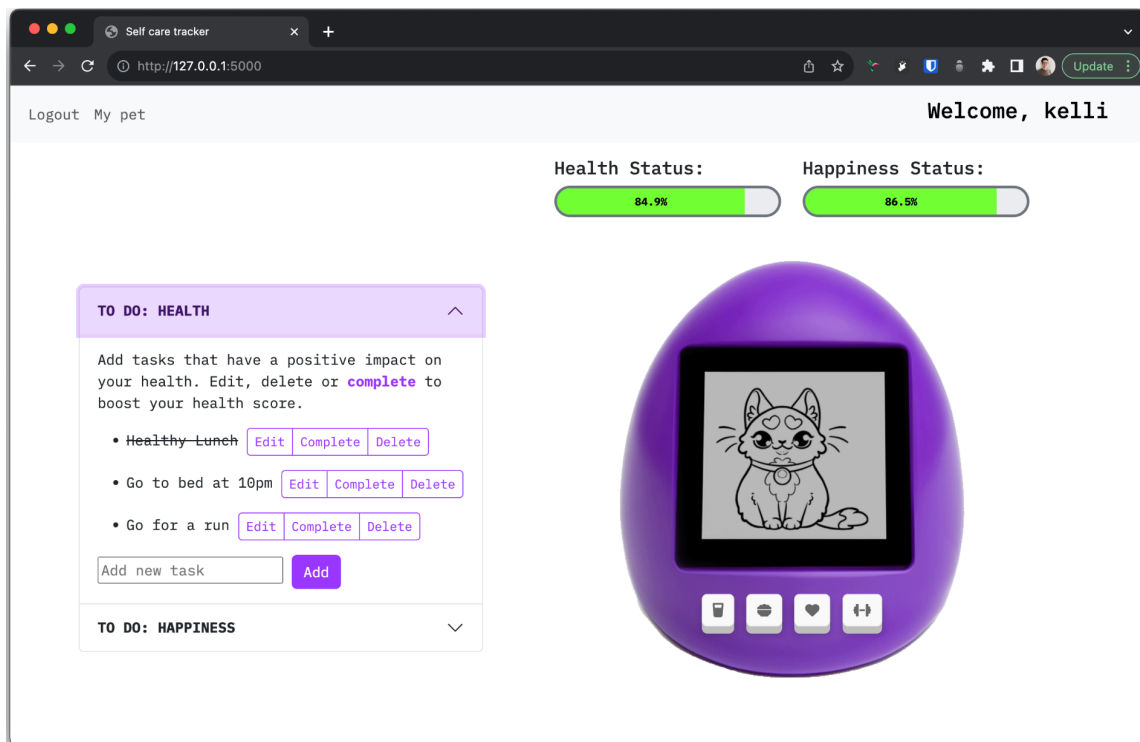 Self care tracker
http://127.0.0.1:5000
Update
Logout My pet
Welcome, kelli
Health Status:
Happiness Status:
84.9%
86.5%
TO DO: HEALTH
Add tasks that have a positive impact on
your health. Edit, delete or complete to
boost your health score.
Healthy Lunch Edit Complete Delete
Go to bed at 10pm Edit Complete Delete
Go for a run Edit Complete Delete
Add new task Add
TO DO: HAPPINESS